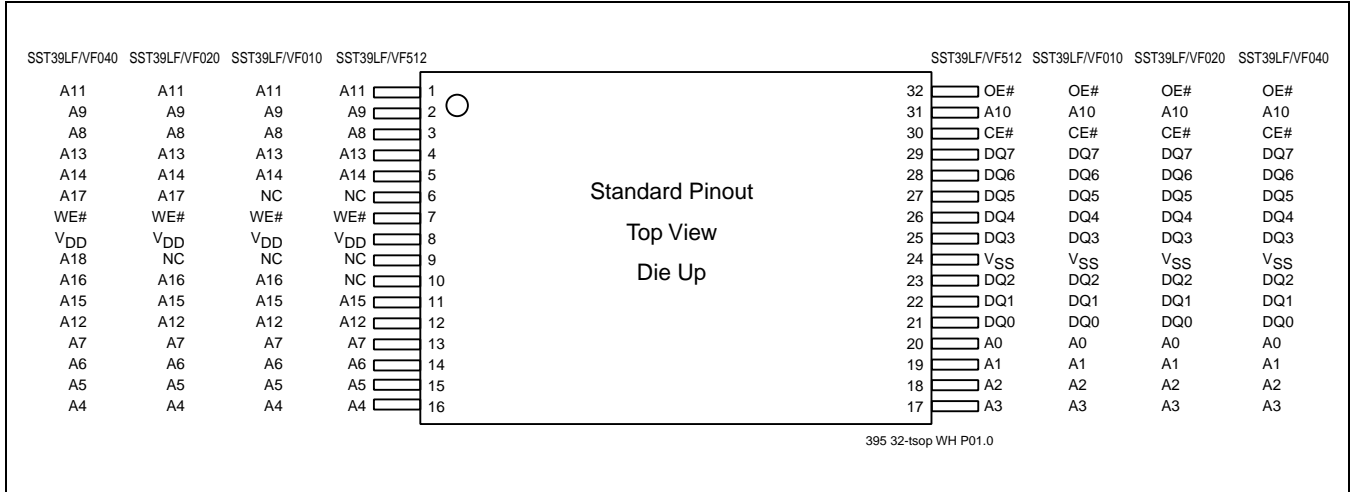 SST39LF/VF040 SST39LF/VF020 SST39LF/VF010 SST39LF/VF512 SST39LF/VF512 SST39LF/VF010 SST39LF/VF020 SST39LF/VF040
A11 A11 A11 A11 1 32 OE# OE# OE# OE#
A9 A9 A9 A9 2 31 A10 A10 A10 A10
A8 A8 A8 A8 3 30 CE# CE# CE# CE#
A13 A13 A13 A13 4 29 DQ7 DQ7 DQ7 DQ7
A14 A14 A14 A14 5 28 DQ6 DQ6 DQ6 DQ6
A17 A17 NC NC 6 Standard Pinout 27 DQ5 DQ5 DQ5 DQ5
WE# WE# WE# WE# 7 26 DQ4 DQ4 DQ4 DQ4
VDD VDD VDD VDD 8 Top View 25 DQ3 DQ3 DQ3 DQ3
A18 NC NC NC 9 24 VSS VSS VSS VSS
A16 A16 A16 NC 10 Die Up 23 DQ2 DQ2 DQ2 DQ2
A15 A15 A15 A15 11 22 DQ1 DQ1 DQ1 DQ1
A12 A12 A12 A12 12 21 DQ0 DQ0 DQ0 DQ0
A7 A7 A7 A7 13 20 A0 A0 A0 A0
A6 A6 A6 A6 14 19 A1 A1 A1 A1
A5 A5 A5 A5 15 18 A2 A2 A2 A2
A4 A4 A4 A4 16 17 A3 A3 A3 A3
395 32-tsop WH P01.0